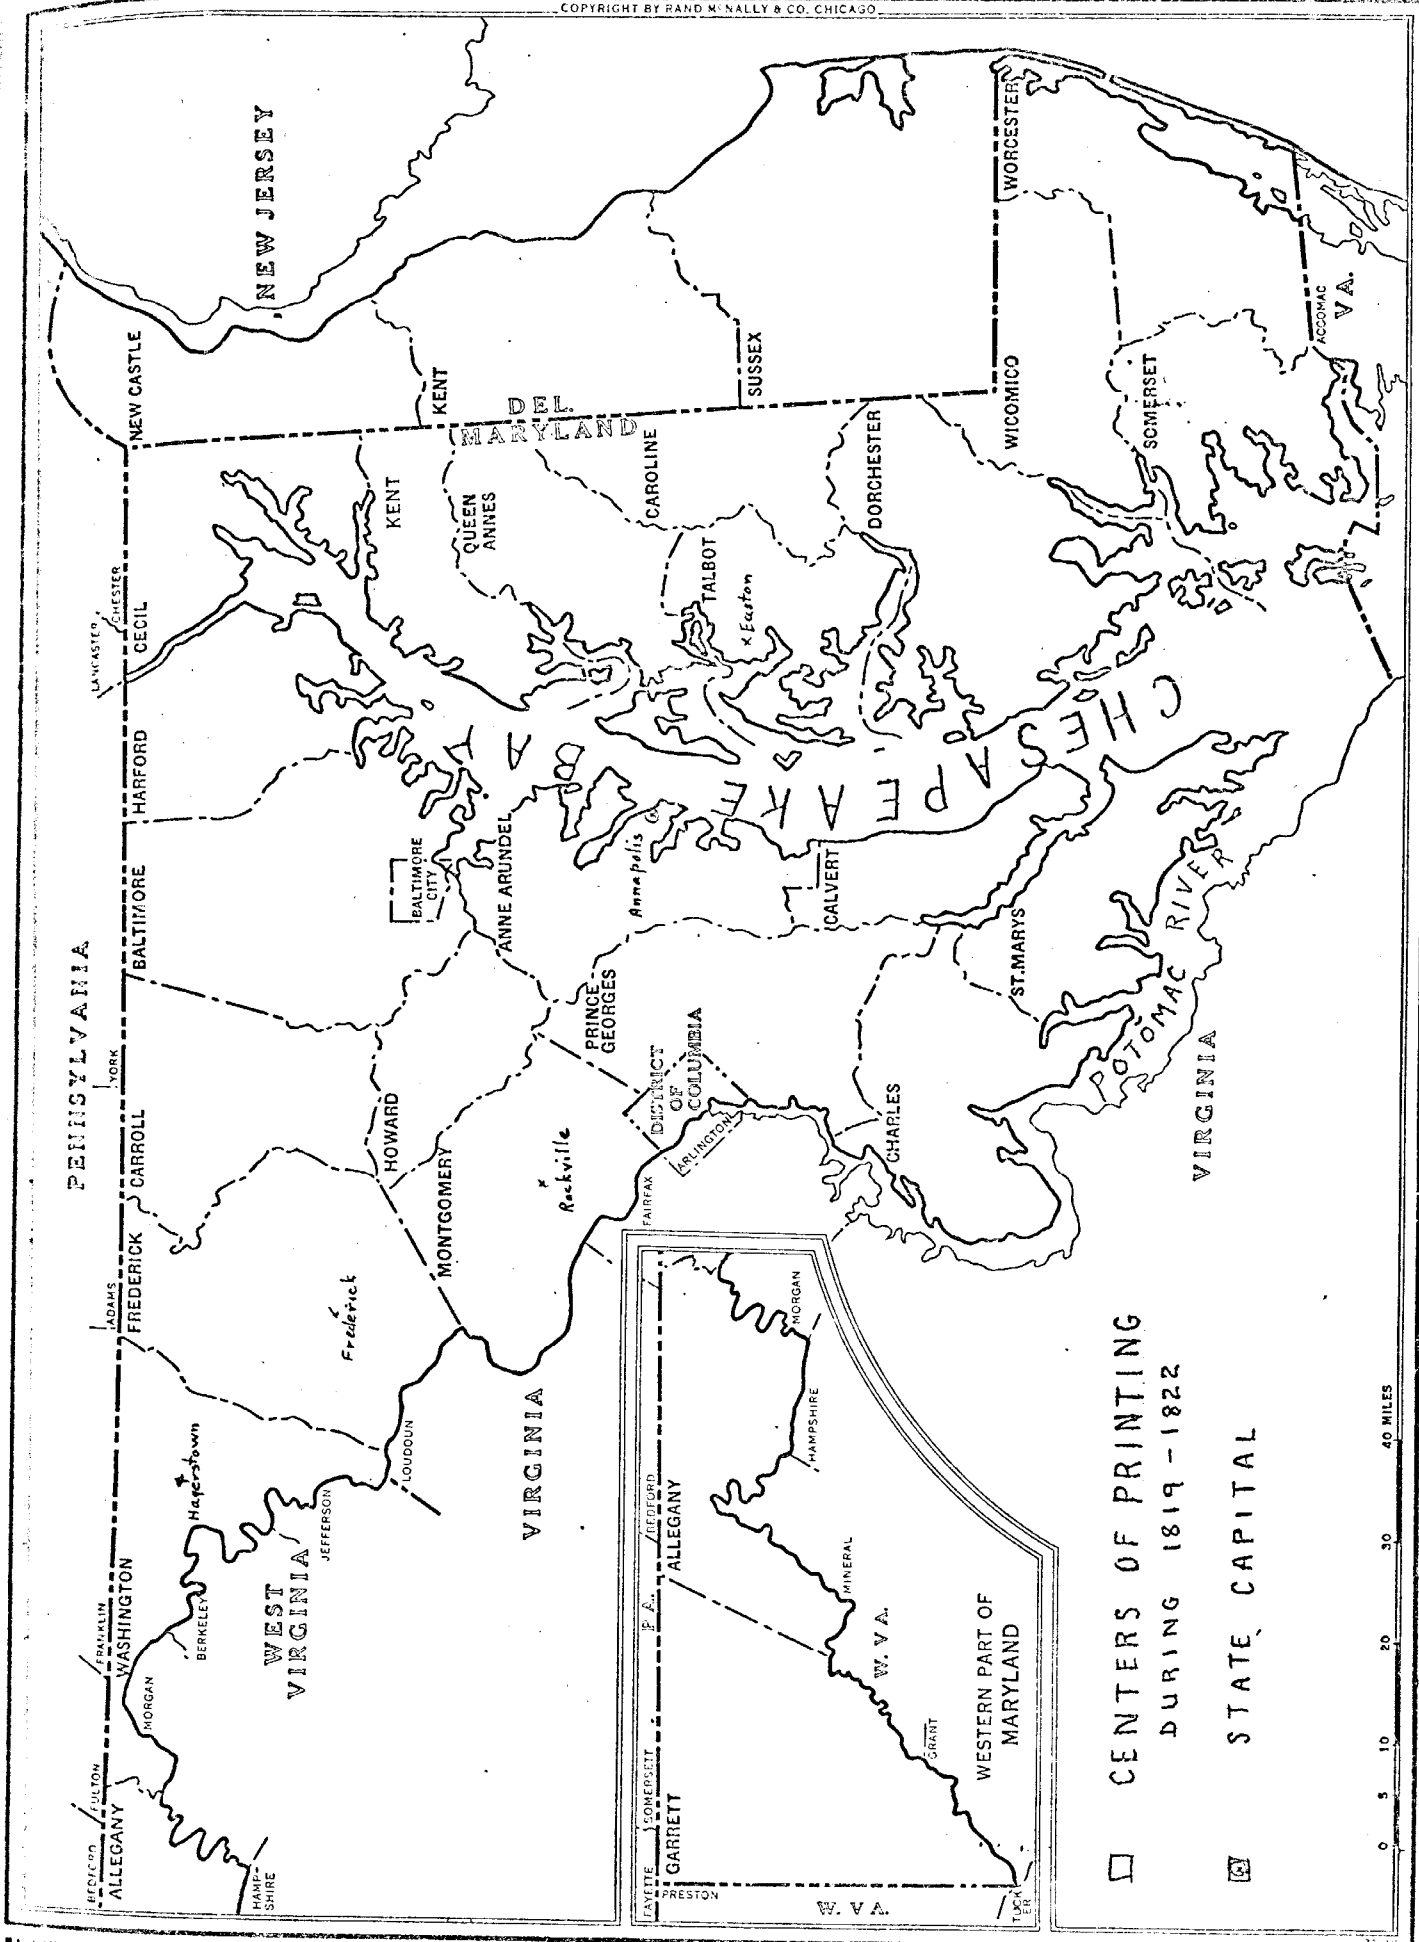 COPYRIGHT BY RAND McNALLY & CO. CHICAGO
PENNSYLVANIA
BEDFORD
FULTON
FRANKLIN
ADAMS
YORK
LANCASTER
CHESTER
ALLEGANY
WASHINGTON
FREDERICK
CARROLL
BALTIMORE
HARFORD
CECIL
NEW CASTLE
NEW JERSEY
MORGAN
BERKELEY
HAMP-
SHIRE
WEST
VIRGINIA
JEFFERSON
LOUDOUN
Hagerstown
Frederick
HOWARD
MONTGOMERY
Rockville
BALTIMORE
CITY
ANNE ARUNDEL
Annapolis
KENT
QUEEN
ANNES
KENT
DEL.
MARYLAND
CAROLINE
TALBOT
x Easton
SUSSEX
DORCHESTER
WICOMICO
WORCESTER
SOMERSET
ACCOMAC
VA.
CHESAPEAKE
BAY
PRINCE
GEORGES
DISTRICT
OF
COLUMBIA
ARLINGTON
FAIRFAX
CALVERT
CHARLES
ST. MARYS
POTOMAC RIVER
VIRGINIA
VIRGINIA
FAYETTE
SOMERSET
PA.
BEDFORD
GARRETT
ALLEGANY
PRESTON
W. VA.
TUCK
ER
GRANT
W. VA.
MINERAL
HAMPSHIRE
MORGAN
WESTERN PART OF
MARYLAND
CENTERS OF PRINTING
DURING 1819-1822
STATE CAPITAL
0 5 10 20 30 40 MILES